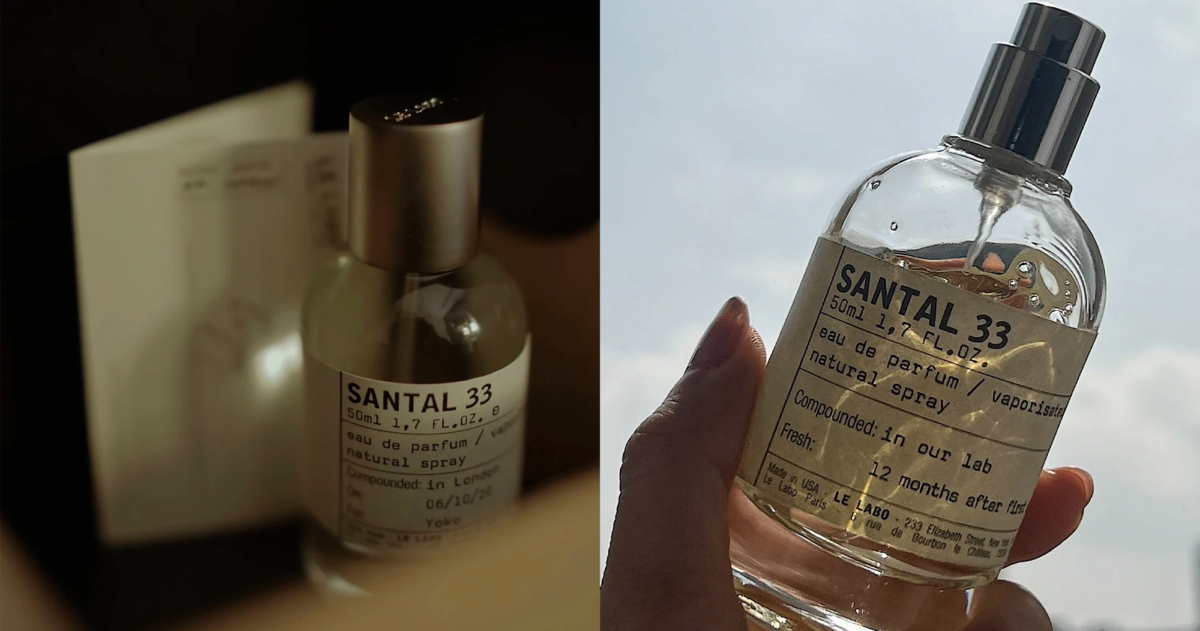 SANTAL 33
50ml 1,7 FL.OZ. e
eau de parfum /
natural spray
Compounded: in London
On: 06/10/20
For: Yoko
LE LABO
SANTAL 33
50ml 1,7 FL.OZ.
eau de parfum / vaporisate
natural spray
Compounded: in our lab
Fresh:
12 months after first
Made in USA LE LABO - 233 Elizabeth Street, New York
Le Labo Paris - 6 rue de Bourbon le Château,